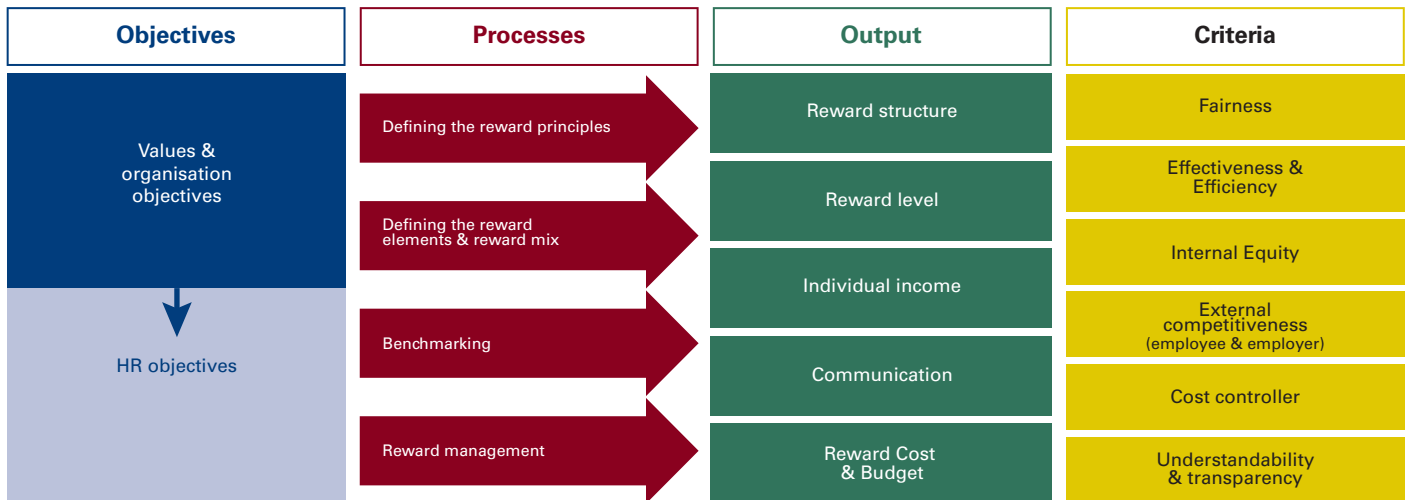 Objectives
Processes
Output
Criteria
Values &
organisation
objectives
HR objectives
Defining the reward principles
Defining the reward
elements & reward mix
Benchmarking
Reward management
Reward structure
Reward level
Individual income
Communication
Reward Cost
& Budget
Fairness
Effectiveness &
Efficiency
Internal Equity
External
competitiveness
(employee & employer)
Cost controller
Understandability
& transparency